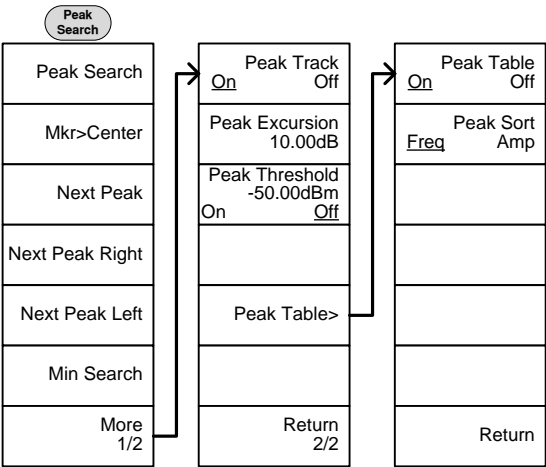 Peak
Search
Peak Search
Mkr>Center
Next Peak
Next Peak Right
Next Peak Left
Min Search
More
1/2
Peak Track
On Off
Peak Excursion
10.00dB
Peak Threshold
-50.00dBm
On Off
Peak Table>
Return
2/2
Peak Table
On Off
Peak Sort
Freq Amp
Return